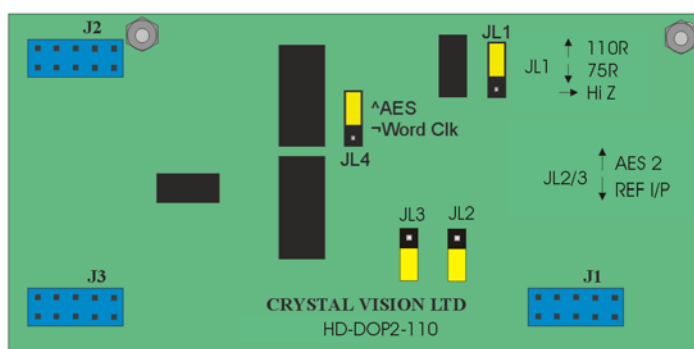 J2
JL1
JL1
↑ 110R
↓ 75R
→ Hi Z
^AES
¬Word Clk
JL4
JL2/3
↑ AES 2
↓ REF I/P
JL3
JL2
J3
J1
CRYSTAL VISION LTD
HD-DOP2-110